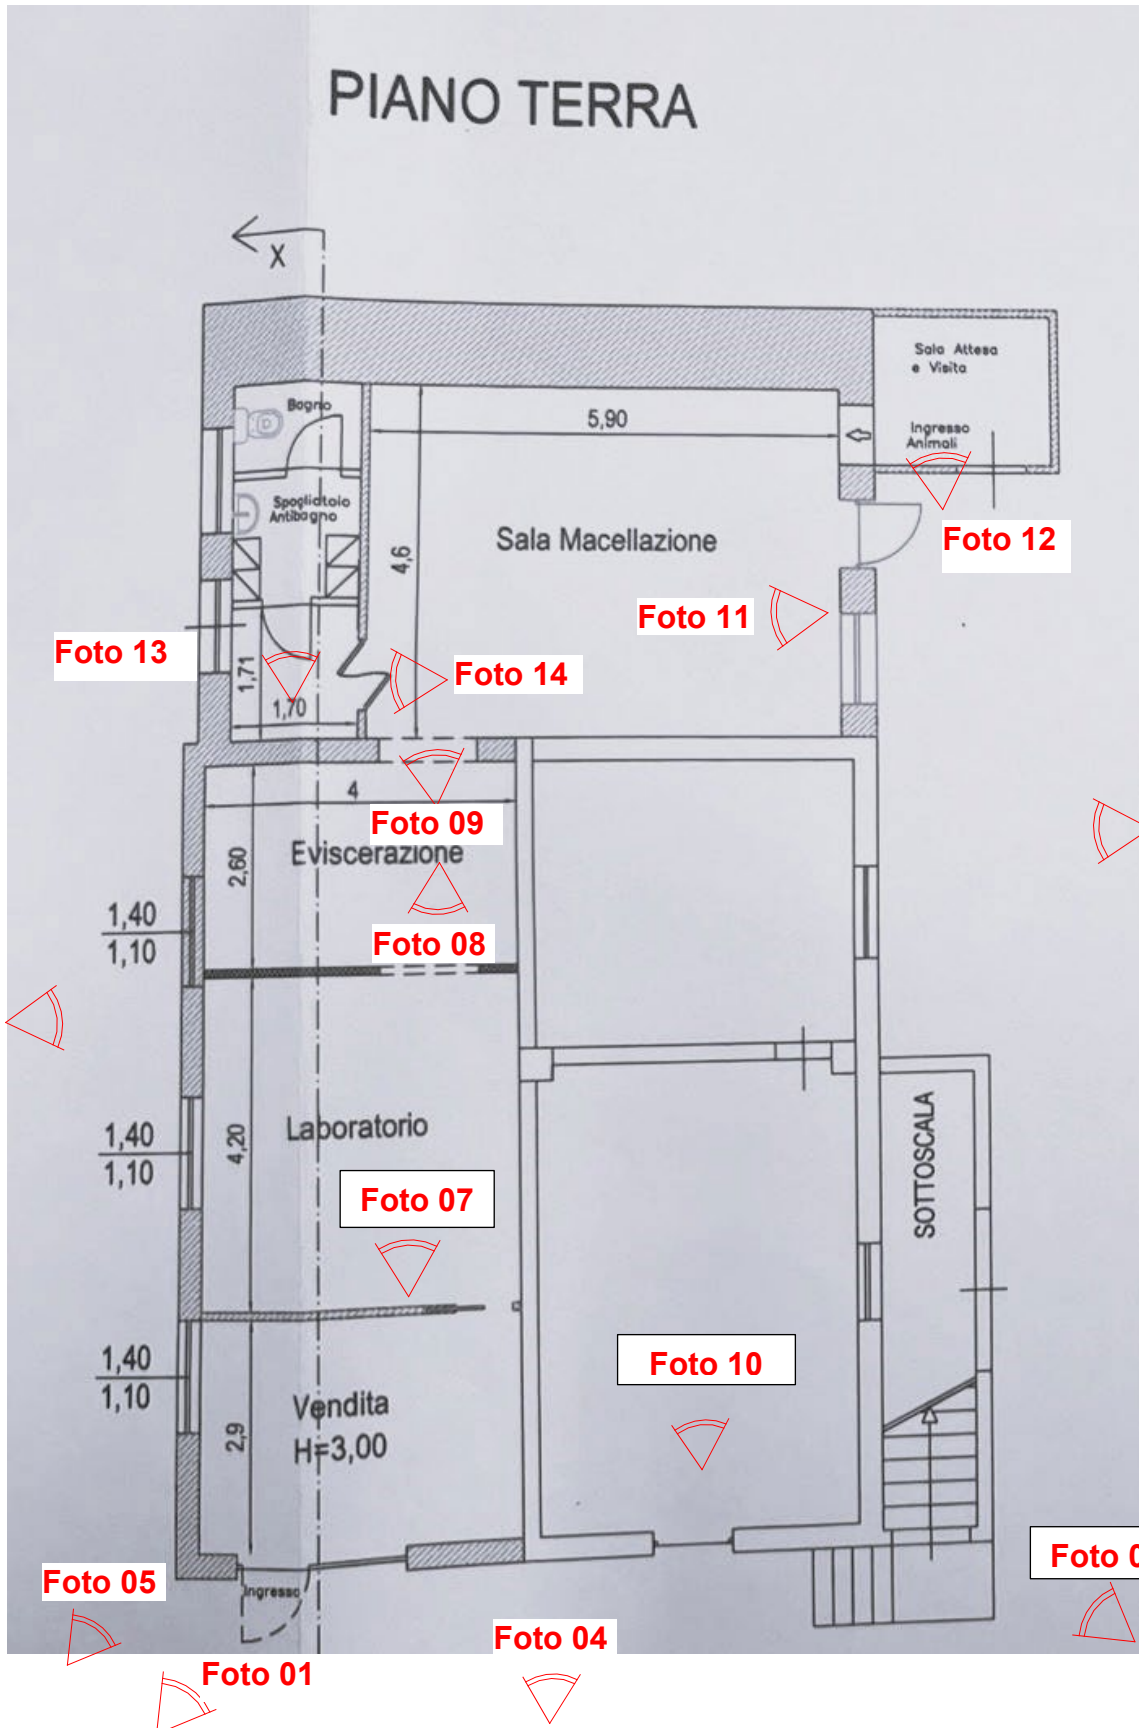 PIANO TERRA
X
Sala Attesa
e Visita
Bagno
5,90
Ingresso
Animali
Spogliatoio
Antibagno
4,6
Sala Macellazione
Foto 12
Foto 11
Foto 13
1,71
Foto 14
1,70
4
Foto 09
Eviscerazione
2,60
1,40
1,10
Foto 08
Laboratorio
4,20
1,40
1,10
SOTTOSCALA
Foto 07
Foto 10
1,40
1,10
Vendita
H=3,00
2,9
Foto 0
Foto 05
Ingresso
Foto 04
Foto 01